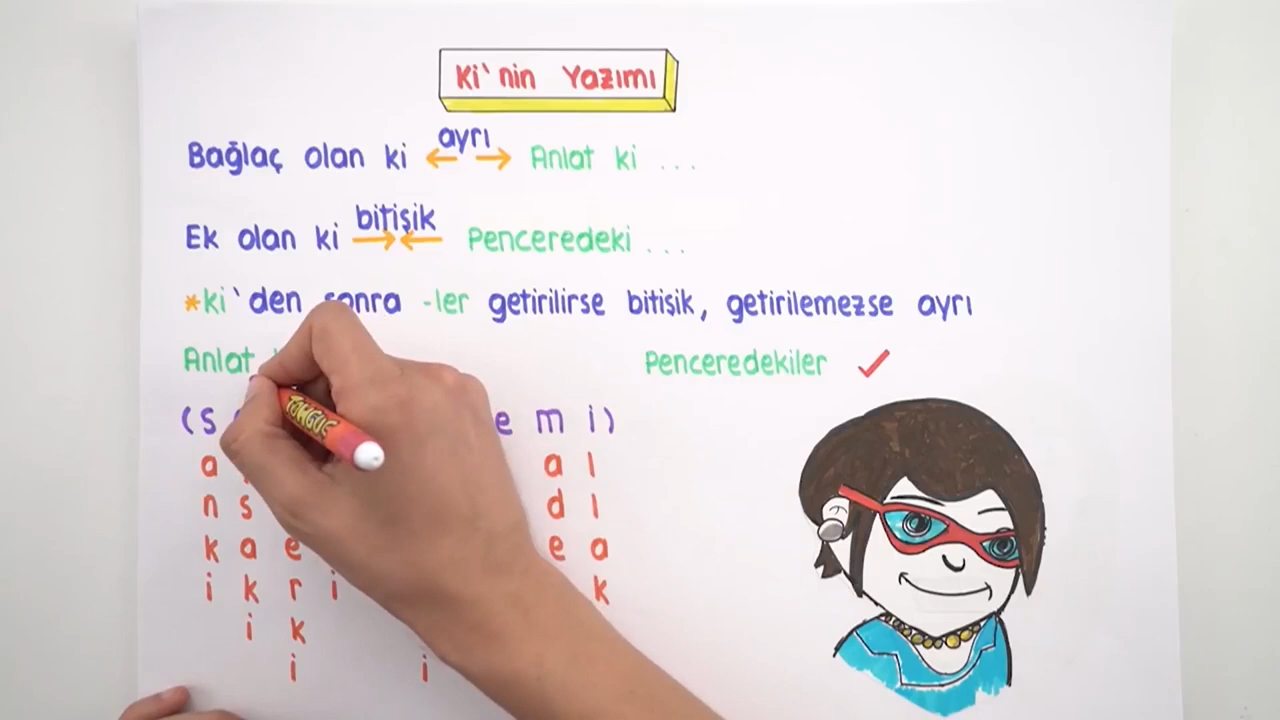 Ki'nin Yazımı
Bağlaç olan ki ayrı Anlat ki ...
Ek olan ki bitişik Penceredeki ...
*ki'den sonra -ler getirilirse bitişik, getirilemezse ayrı
Anlat Penceredekiler ✓
(S e m i)
a a l
n s d l
k a e e a
i k r i k
i k
i i
TONGUÇ